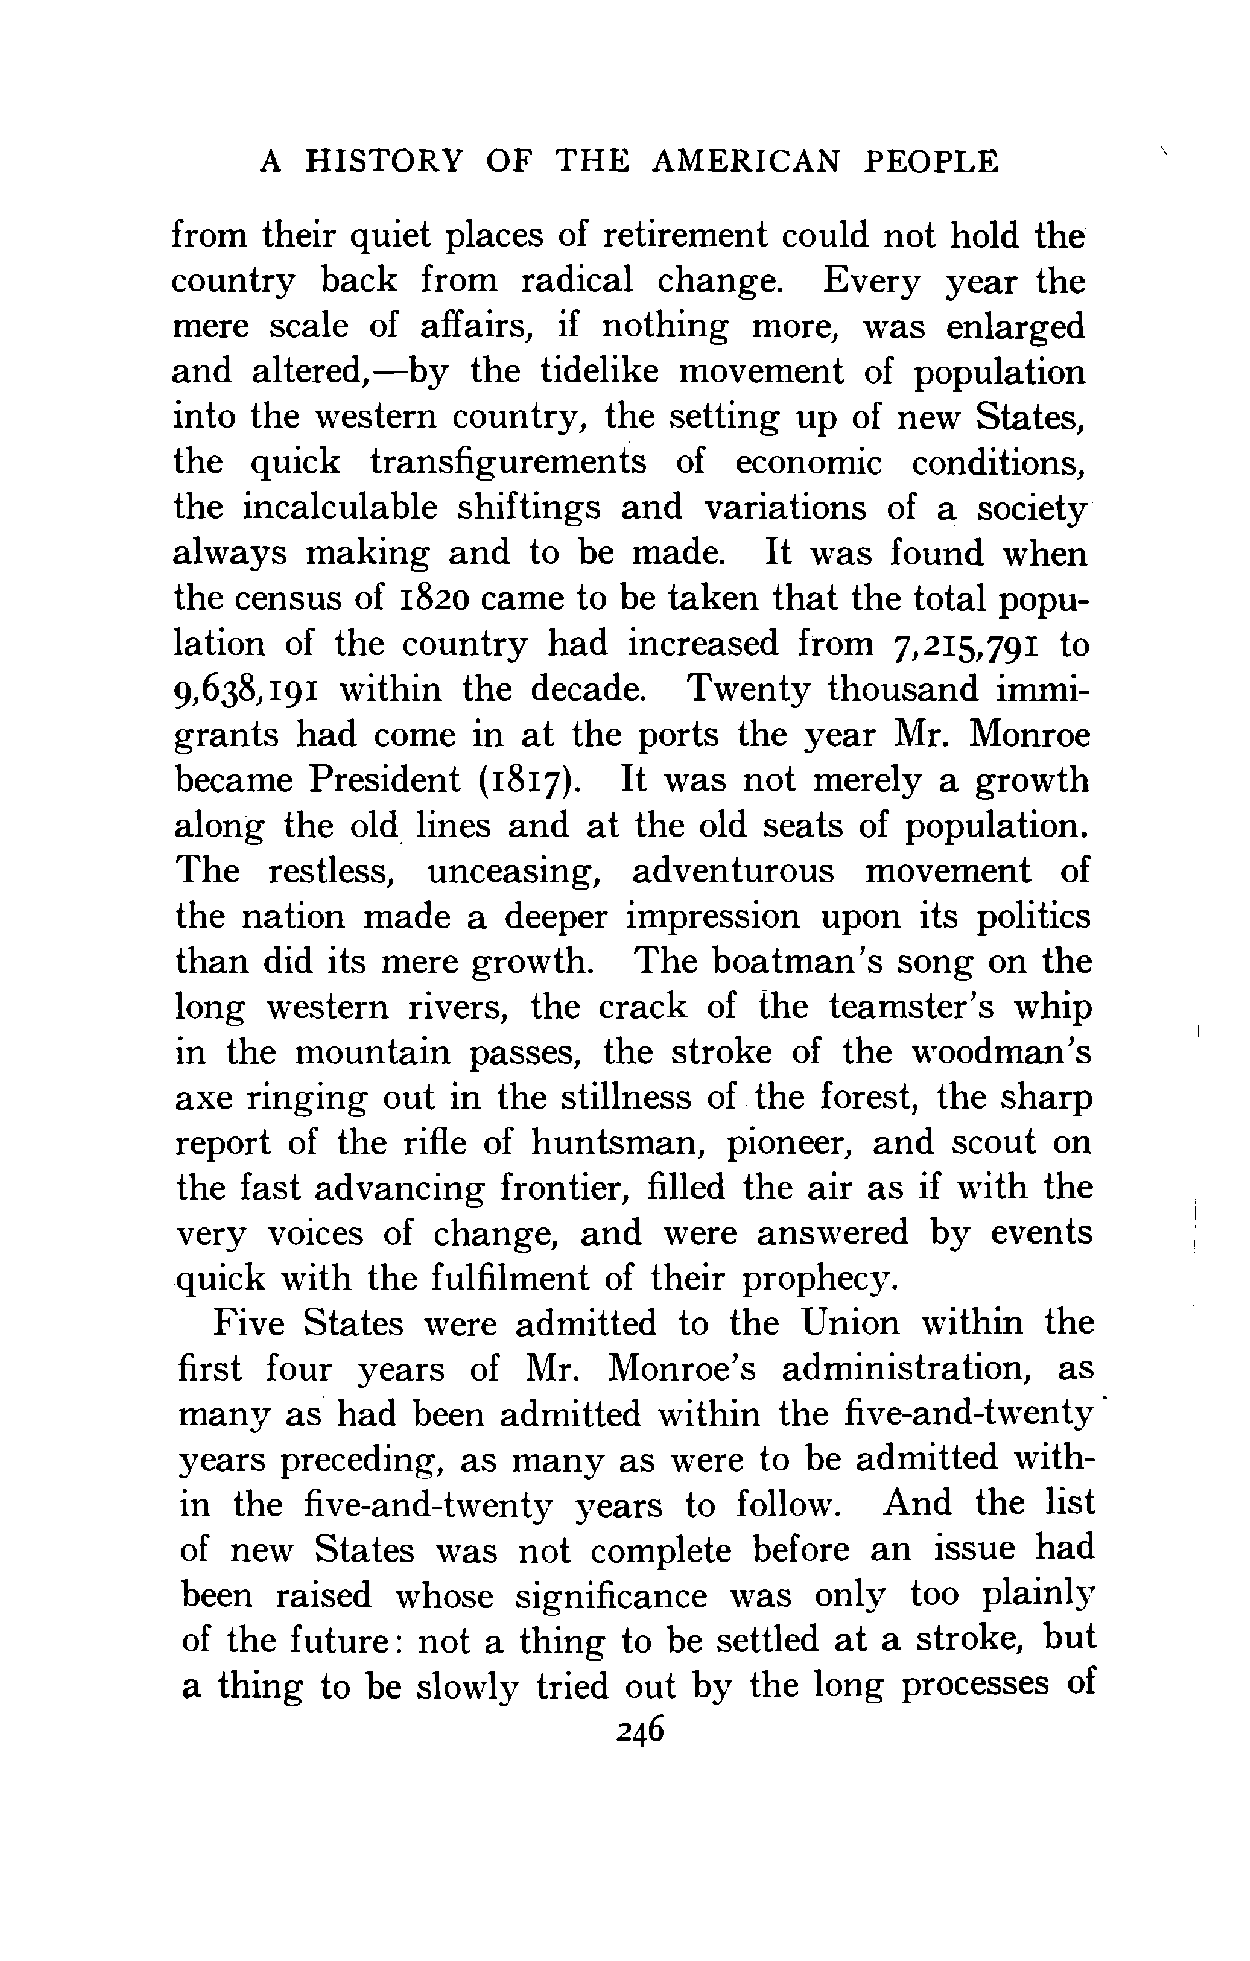 A HISTORY OF THE AMERICAN PEOPLE
from their quiet places of retirement could not hold the
country back from radical change. Every year the
mere scale of affairs, if nothing more, was enlarged
and altered,—by the tidelike movement of population
into the western country, the setting up of new States,
the quick transfigurements of economic conditions,
the incalculable shiftings and variations of a society
always making and to be made. It was found when
the census of 1820 came to be taken that the total popu-
lation of the country had increased from 7,215,791 to
9,638,191 within the decade. Twenty thousand immi-
grants had come in at the ports the year Mr. Monroe
became President (1817). It was not merely a growth
along the old lines and at the old seats of population.
The restless, unceasing, adventurous movement of
the nation made a deeper impression upon its politics
than did its mere growth. The boatman's song on the
long western rivers, the crack of the teamster's whip
in the mountain passes, the stroke of the woodman's
axe ringing out in the stillness of the forest, the sharp
report of the rifle of huntsman, pioneer, and scout on
the fast advancing frontier, filled the air as if with the
very voices of change, and were answered by events
quick with the fulfilment of their prophecy.
Five States were admitted to the Union within the
first four years of Mr. Monroe's administration, as
many as had been admitted within the five-and-twenty
years preceding, as many as were to be admitted with-
in the five-and-twenty years to follow. And the list
of new States was not complete before an issue had
been raised whose significance was only too plainly
of the future: not a thing to be settled at a stroke, but
a thing to be slowly tried out by the long processes of
246